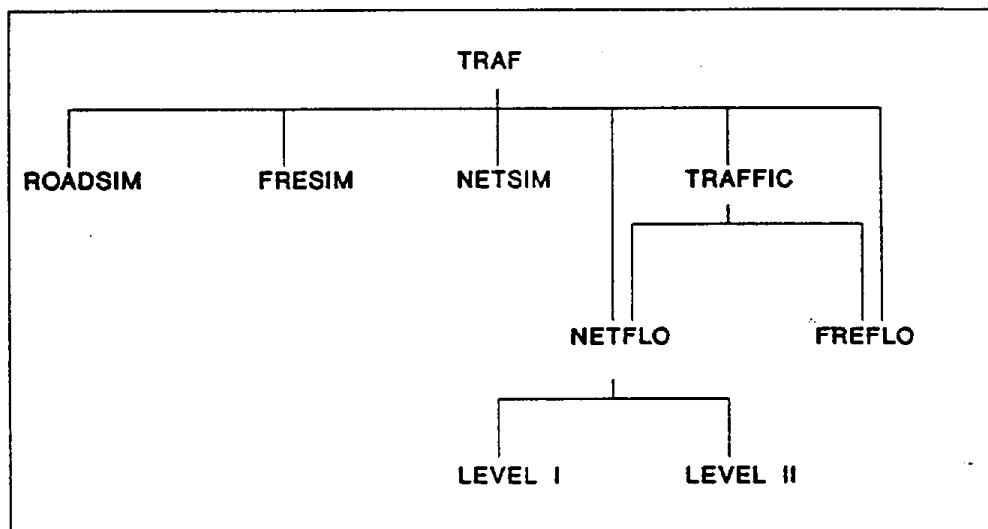 TRAF
ROADSIM FRESIM NETSIM TRAFFIC
NETFLO FREFLO
LEVEL I LEVEL II